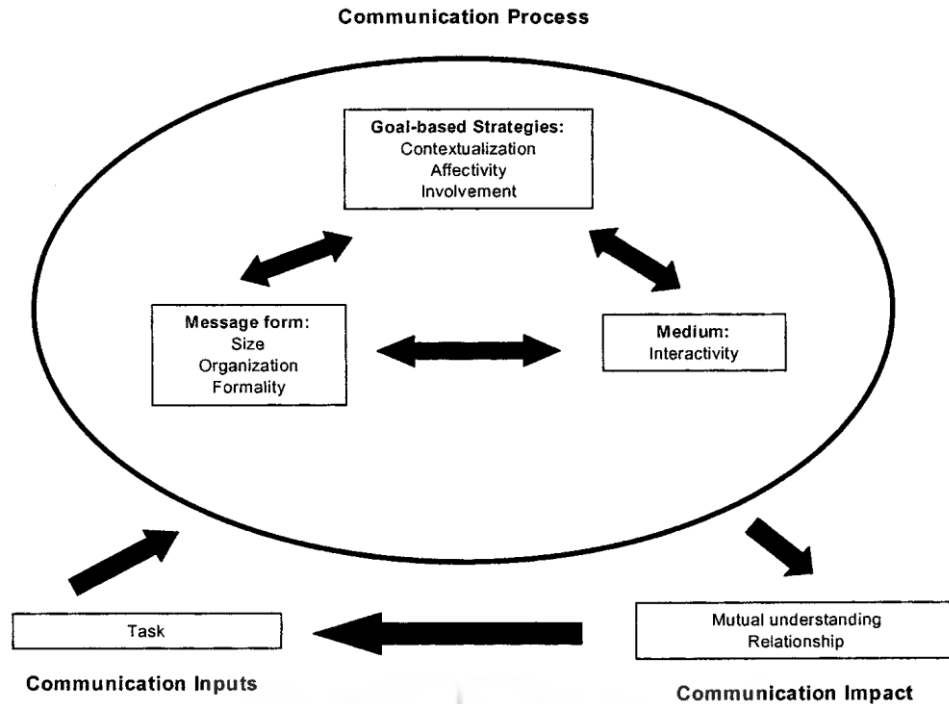 Communication Process
Goal-based Strategies:
Contextualization
Affectivity
Involvement
Message form:
Size
Organization
Formality
Medium:
Interactivity
Task
Mutual understanding
Relationship
Communication Inputs
Communication Impact